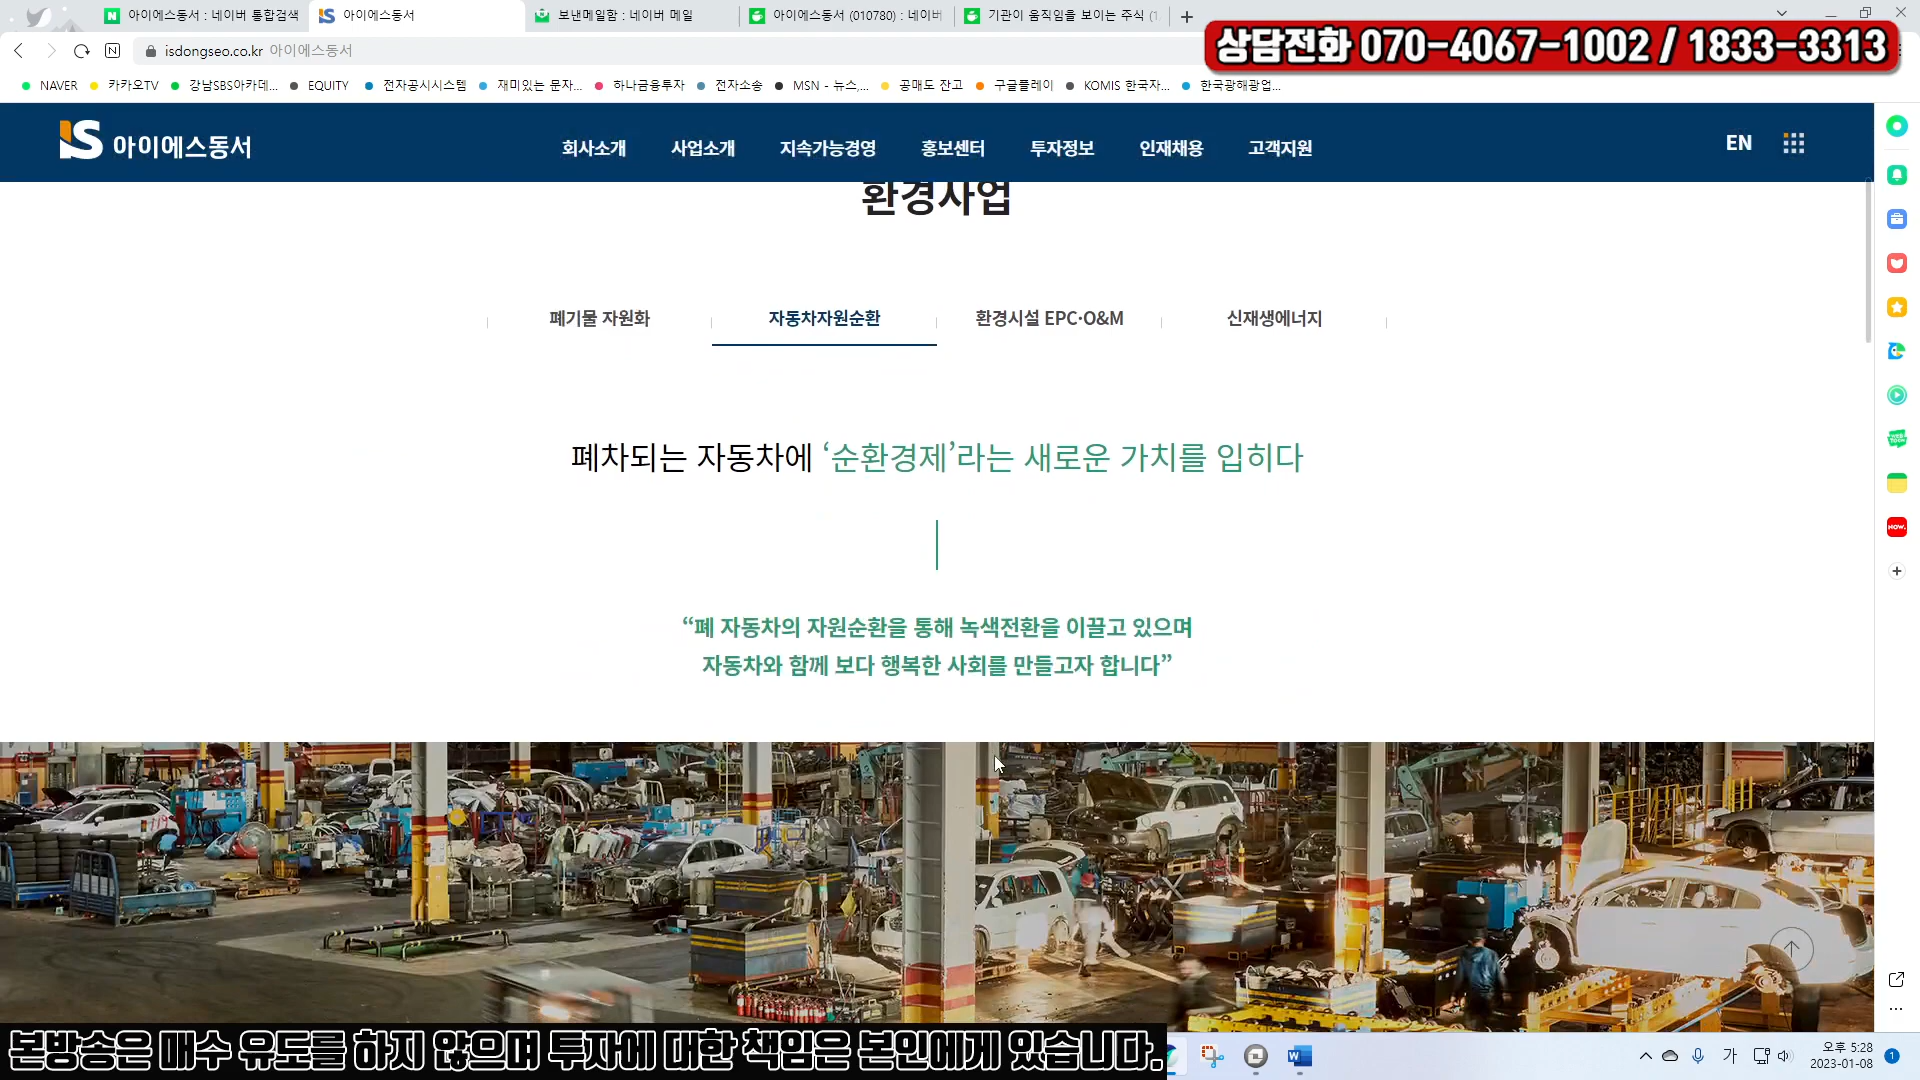 아이에스동서 : 네이버 통합검색
아이에스동서
보낸메일함 : 네이버 메일
아이에스동서 (010780) : 네이버
기관이 움직임을 보이는 주식 (1
상담전화 070-4067-1002 / 1833-3313
isdongseo.co.kr 아이에스동서
NAVER
카카오TV
강남SBS아카데...
EQUITY
전자공시시스템
재미있는 문자...
하나금융투자
전자소송
MSN - 뉴스,...
공매도 잔고
구글플레이
KOMIS 한국자...
한국광해광업...
IS 아이에스동서
회사소개
사업소개
지속가능경영
홍보센터
투자정보
인재채용
고객지원
EN
환경사업
폐기물 자원화
자동차자원순환
환경시설 EPC·O&M
신재생에너지
폐차되는 자동차에 ‘순환경제’라는 새로운 가치를 입히다
“폐 자동차의 자원순환을 통해 녹색전환을 이끌고 있으며
자동차와 함께 보다 행복한 사회를 만들고자 합니다”
본방송은 매수 유도를 하지 않으며 투자에 대한 책임은 본인에게 있습니다.
가
오후 5:28
2023-01-08
1